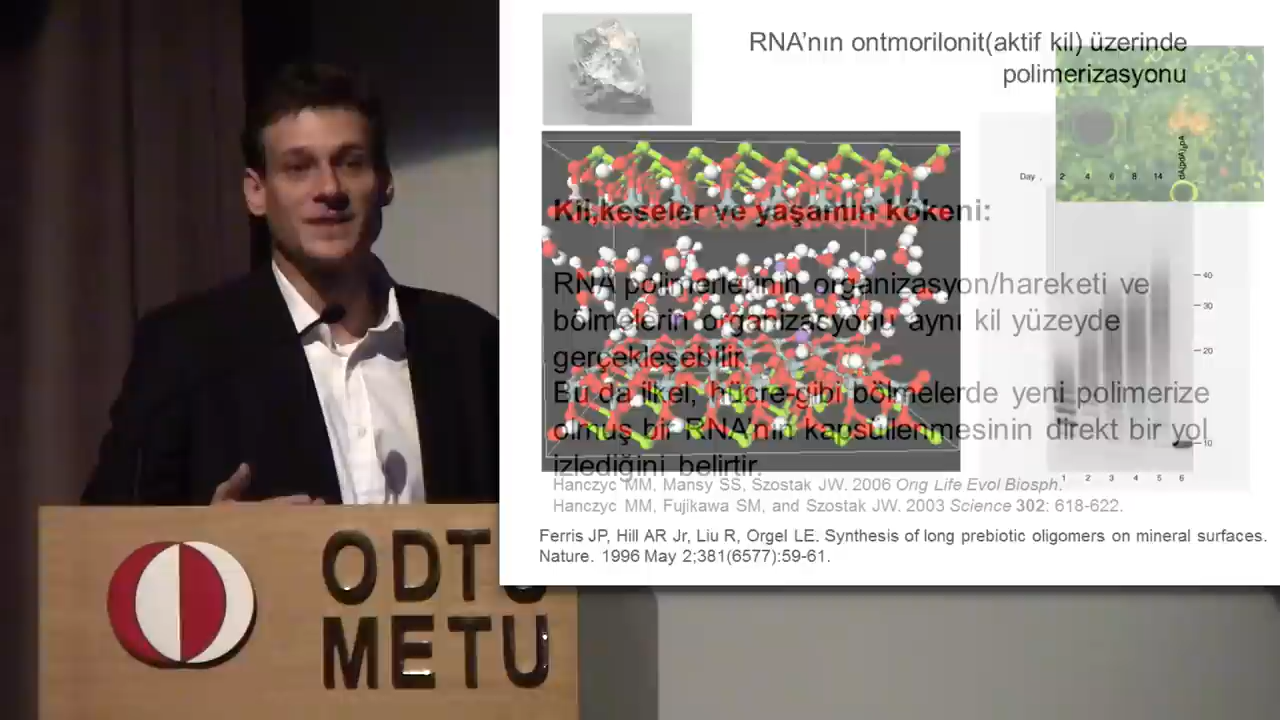 RNA'nın ontmorilonit(aktif kil) üzerinde
polimerizasyonu
Day . 2 4 6 8 14 dA(pdA)₉pA
Kil,keseler ve yaşamın kökeni:
RNA polimerlerinin organizasyon/hareketi ve
bölmelerin organizasyonu aynı kil yüzeyde
gerçekleşebilir.
Bu da ilkel, hücre-gibi bölmelerde yeni polimerize
olmuş bir RNA'nın kapsüllenmesinin direkt bir yol
izlediğini belirtir.
40
30
20
10
1 2 3 4 5 6
Hanczyc MM, Mansy SS, Szostak JW. 2006 Orig Life Evol Biosph.
Hanczyc MM, Fujikawa SM, and Szostak JW. 2003 Science 302: 618-622.
Ferris JP, Hill AR Jr, Liu R, Orgel LE. Synthesis of long prebiotic oligomers on mineral surfaces.
Nature. 1996 May 2;381(6577):59-61.
ODTÜ
METU